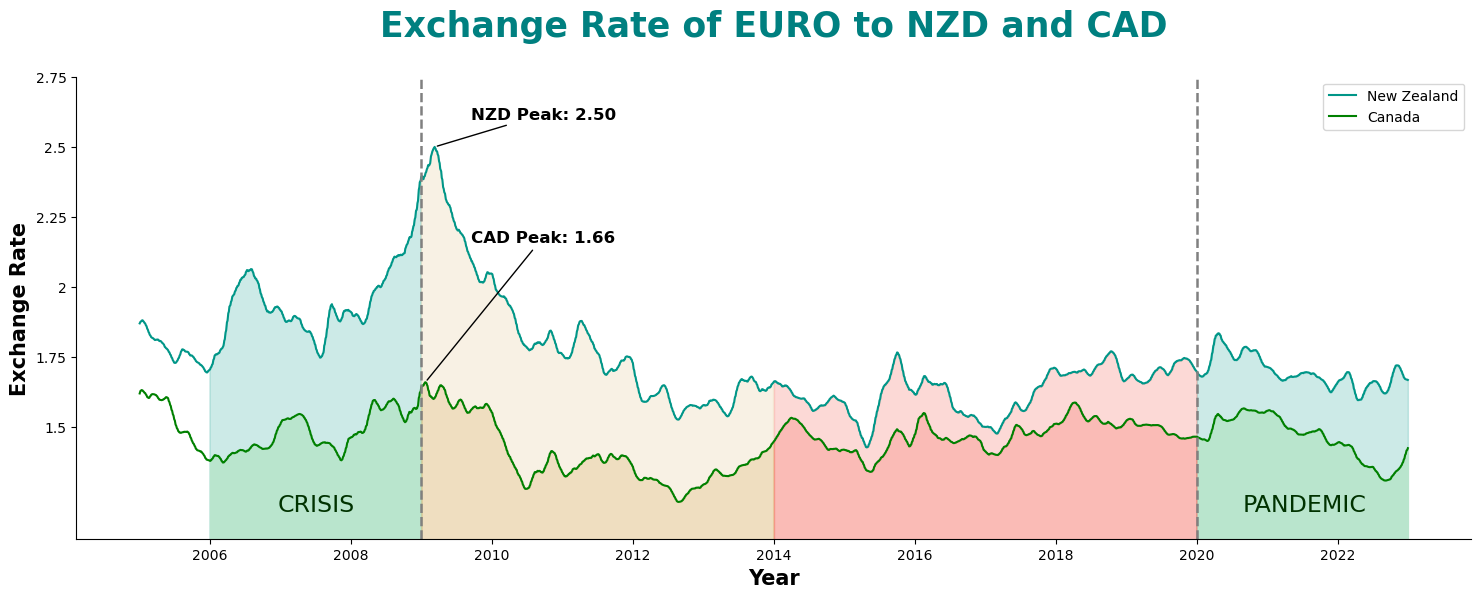 Exchange Rate of EURO to NZD and CAD
2.75
2.5
2.25
2
1.75
1.5
Exchange Rate
NZD Peak: 2.50
CAD Peak: 1.66
New Zealand
Canada
CRISIS
PANDEMIC
2006
2008
2010
2012
2014
2016
2018
2020
2022
Year